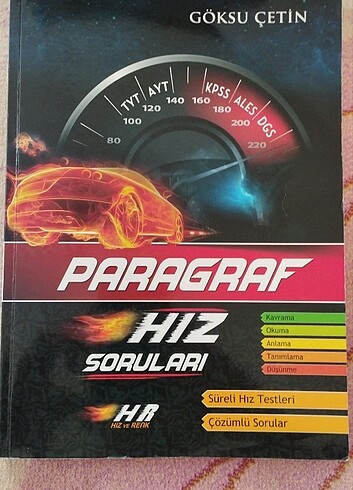 GÖKSU ÇETİN
TYT
AYT
KPSS
ALES
DGS
80
100
120
140
160
180
200
220
PARAGRAF
HIZ
SORULARI
Kavrama
Okuma
Anlama
Tanımlama
Düşünme
Süreli Hız Testleri
Çözümlü Sorular
HR
HIZ VE RENK